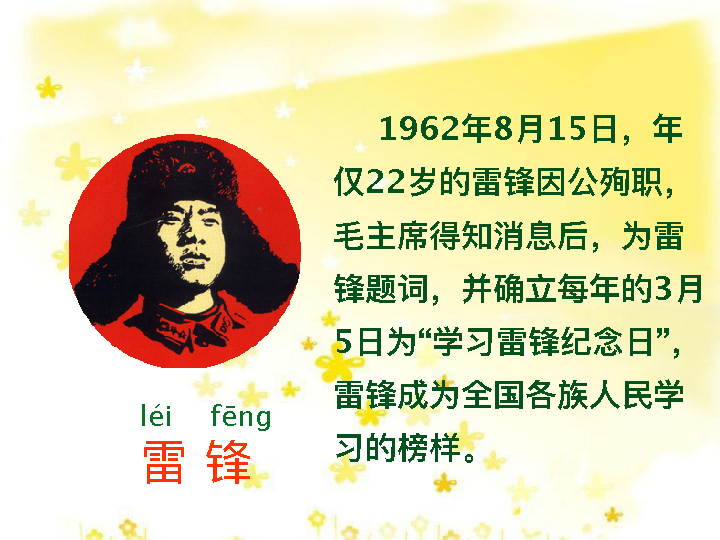 1962年8月15日，年
仅22岁的雷锋因公殉职，
毛主席得知消息后，为雷
锋题词，并确立每年的3月
5日为“学习雷锋纪念日”，
雷锋成为全国各族人民学
习的榜样。
léi fēng
雷 锋